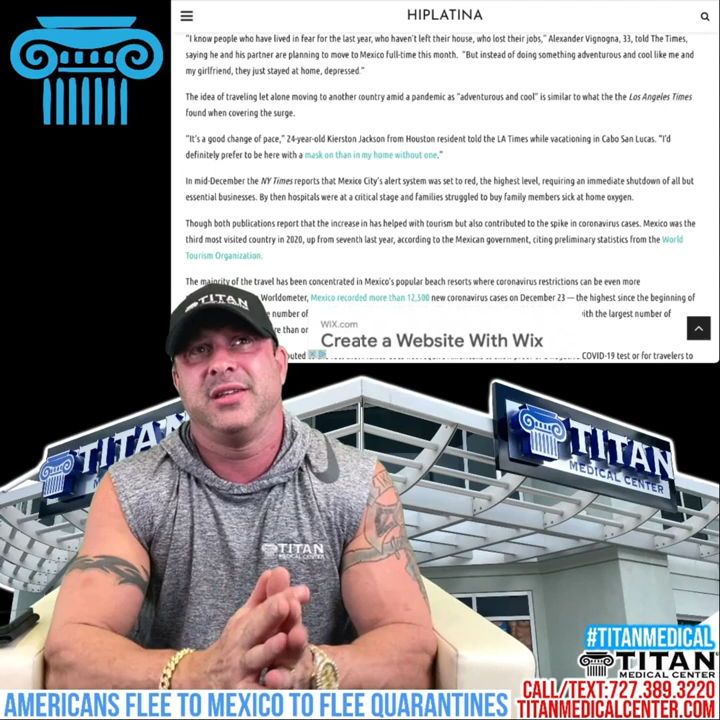 HIPLATINA
"I know people who have lived in fear for the last year, who haven't left their house, who lost their jobs," Alexander Vignogna, 33, told The Times,
saying he and his partner are planning to move to Mexico full-time this month. "But instead of doing something adventurous and cool like me and
my girlfriend, they just stayed at home, depressed."
The idea of traveling let alone moving to another country amid a pandemic as "adventurous and cool" is similar to what the the Los Angeles Times
found when covering the surge.
"It's a good change of pace," 24-year-old Kierston Jackson from Houston resident told the LA Times while vacationing in Cabo San Lucas. "I'd
definitely prefer to be here with a mask on than in my home without one."
In mid-December the NY Times reports that Mexico City's alert system was set to red, the highest level, requiring an immediate shutdown of all but
essential businesses. By then hospitals were at a critical stage and families struggled to buy family members sick at home oxygen.
Though both publications report that the increase in has helped with tourism but also contributed to the spike in coronavirus cases. Mexico was the
third most visited country in 2020, up from seventh last year, according to the Mexican government, citing preliminary statistics from the World
Tourism Organization.
The majority of the travel has been concentrated in Mexico's popular beach resorts where coronavirus restrictions can be even more
Worldometer, Mexico recorded more than 12,500 new coronavirus cases on December 23 — the highest since the beginning of
number of
with the largest number of
than
WIX.com
Create a Website With Wix
COVID-19 test or for travelers to
TITAN
TITAN
MEDICAL CENTER
TITAN
TITAN
MEDICAL CENTER
#TITANMEDICAL
TITAN
MEDICAL CENTER
CALL/TEXT:727.389.3220
AMERICANS FLEE TO MEXICO TO FLEE QUARANTINES
TITANMEDICALCENTER.COM